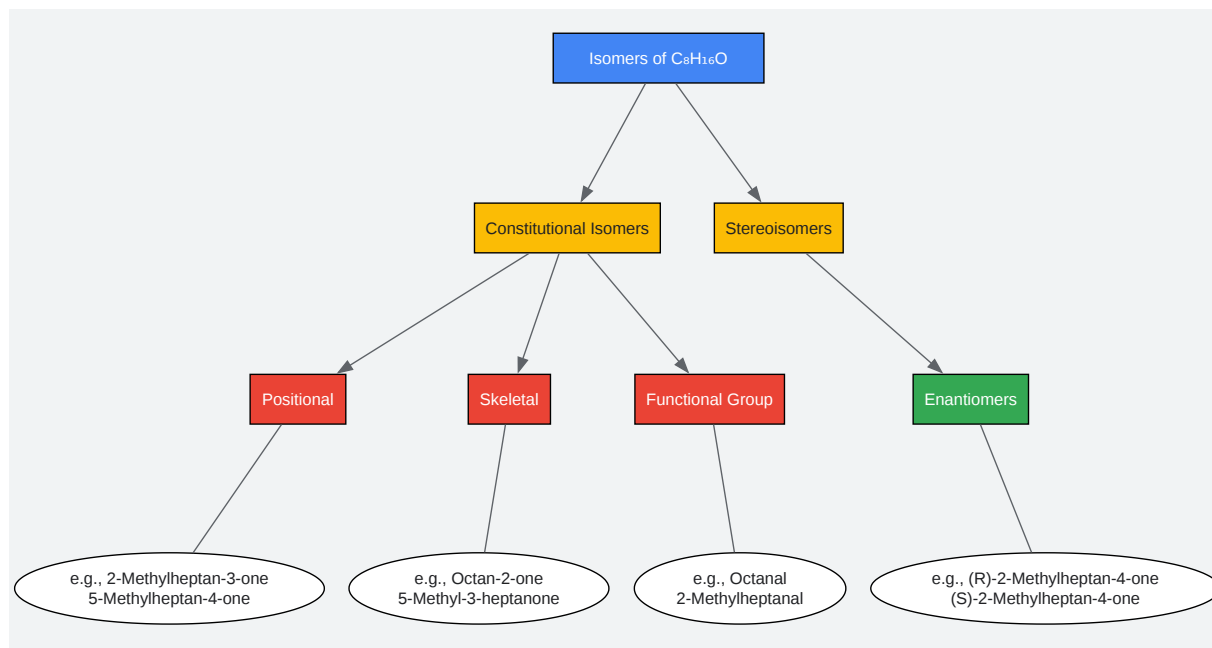 Isomers of C₈H₁₆O
Constitutional Isomers
Stereoisomers
Positional
Skeletal
Functional Group
Enantiomers
e.g., 2-Methylheptan-3-one
5-Methylheptan-4-one
e.g., Octan-2-one
5-Methyl-3-heptanone
e.g., Octanal
2-Methylheptanal
e.g., (R)-2-Methylheptan-4-one
(S)-2-Methylheptan-4-one